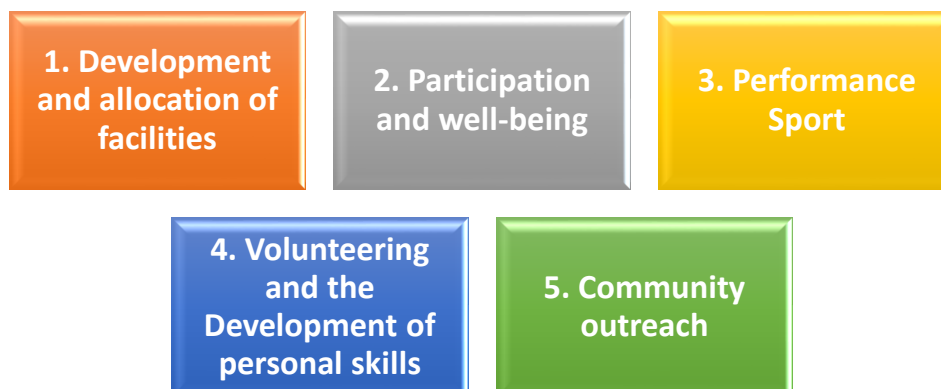 1. Development
and allocation of
facilities
2. Participation
and well-being
3. Performance
Sport
4. Volunteering
and the
Development of
personal skills
5. Community
outreach